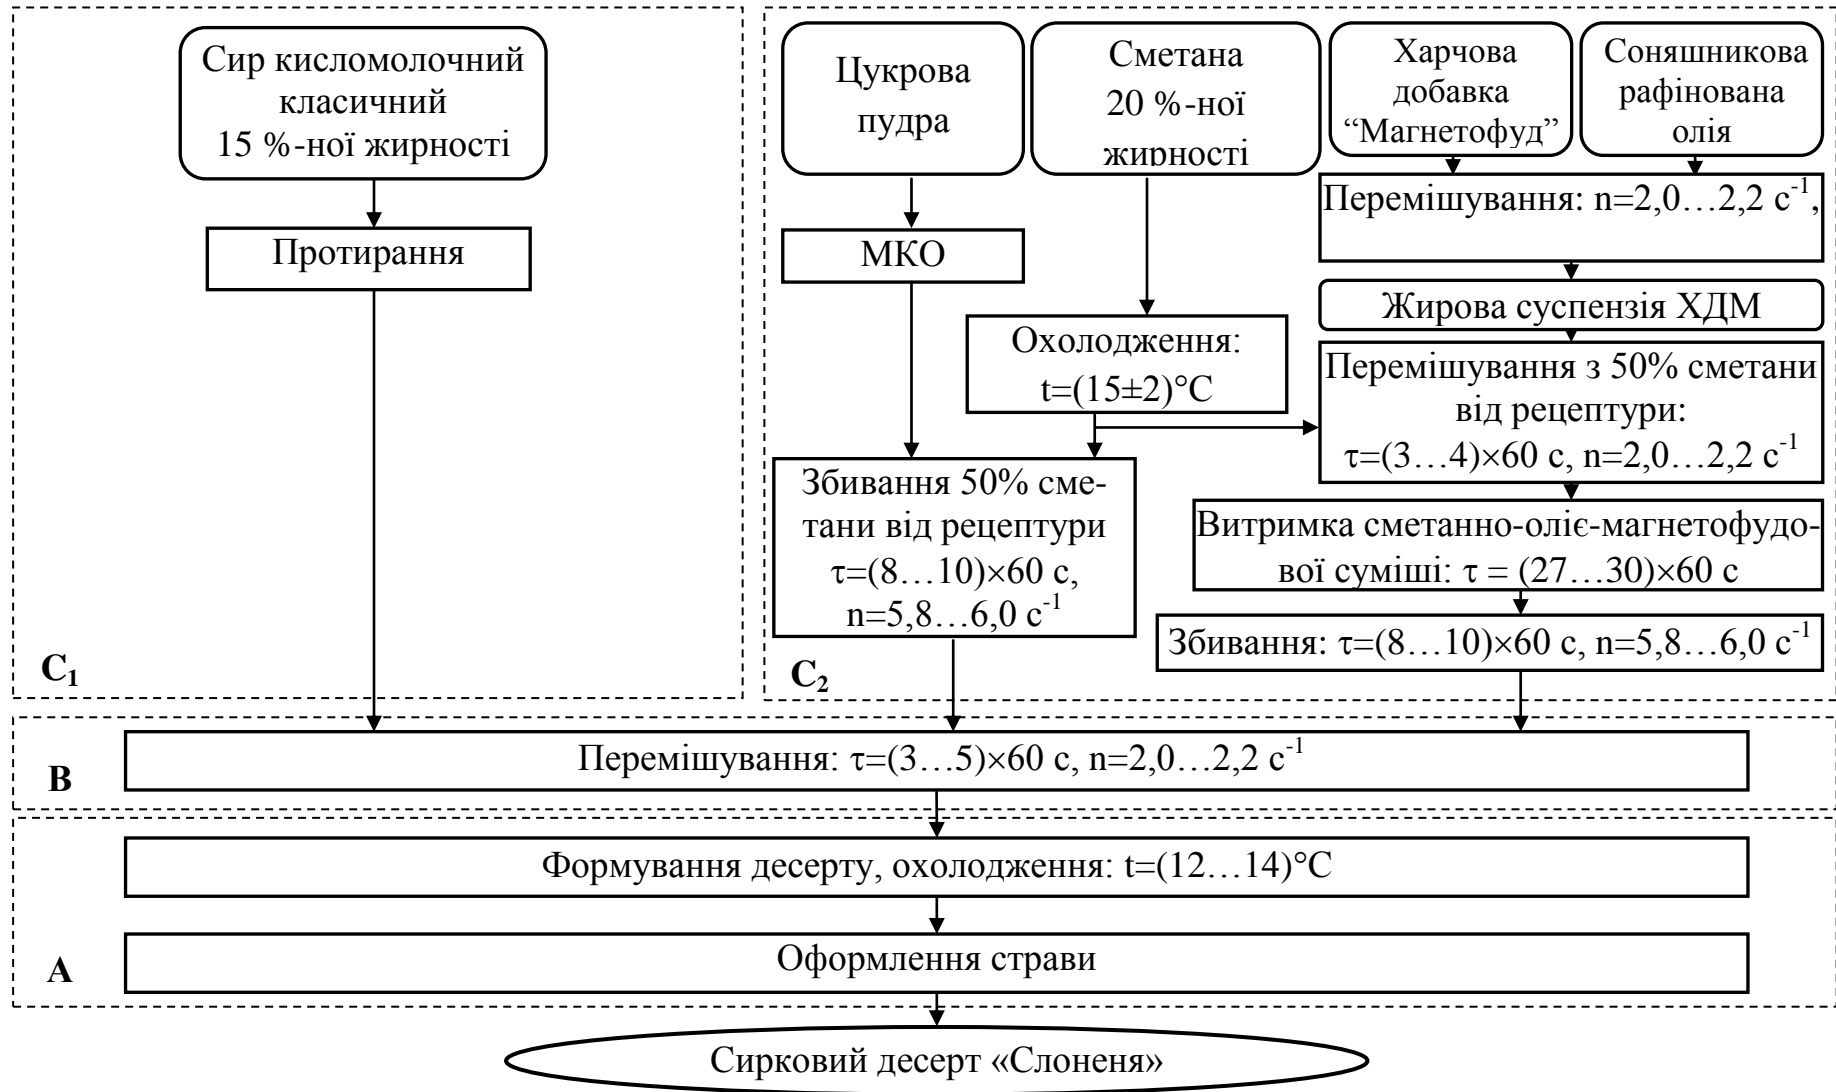 Сир кисломолочний
класичний
15 %-ної жирності
Протирання
C₁
Цукрова
пудра
МКО
Сметана
20 %-ної
жирності
Охолодження:
t=(15±2)°C
Збивання 50% сме-
тани від рецептури
τ=(8…10)×60 с,
n=5,8…6,0 с⁻¹
Харчова
добавка
“Магнетофуд”
Соняшникова
рафінована
олія
Перемішування: n=2,0…2,2 с⁻¹,
Жирова суспензія ХДМ
Перемішування з 50% сметани
від рецептури:
τ=(3…4)×60 с, n=2,0…2,2 с⁻¹
Витримка сметанно-оліє-магнетофудо-
вої суміші: τ = (27…30)×60 с
Збивання: τ=(8…10)×60 с, n=5,8…6,0 с⁻¹
C₂
B
Перемішування: τ=(3…5)×60 с, n=2,0…2,2 с⁻¹
Формування десерту, охолодження: t=(12…14)°C
A
Оформлення страви
Сирковий десерт «Слоненя»